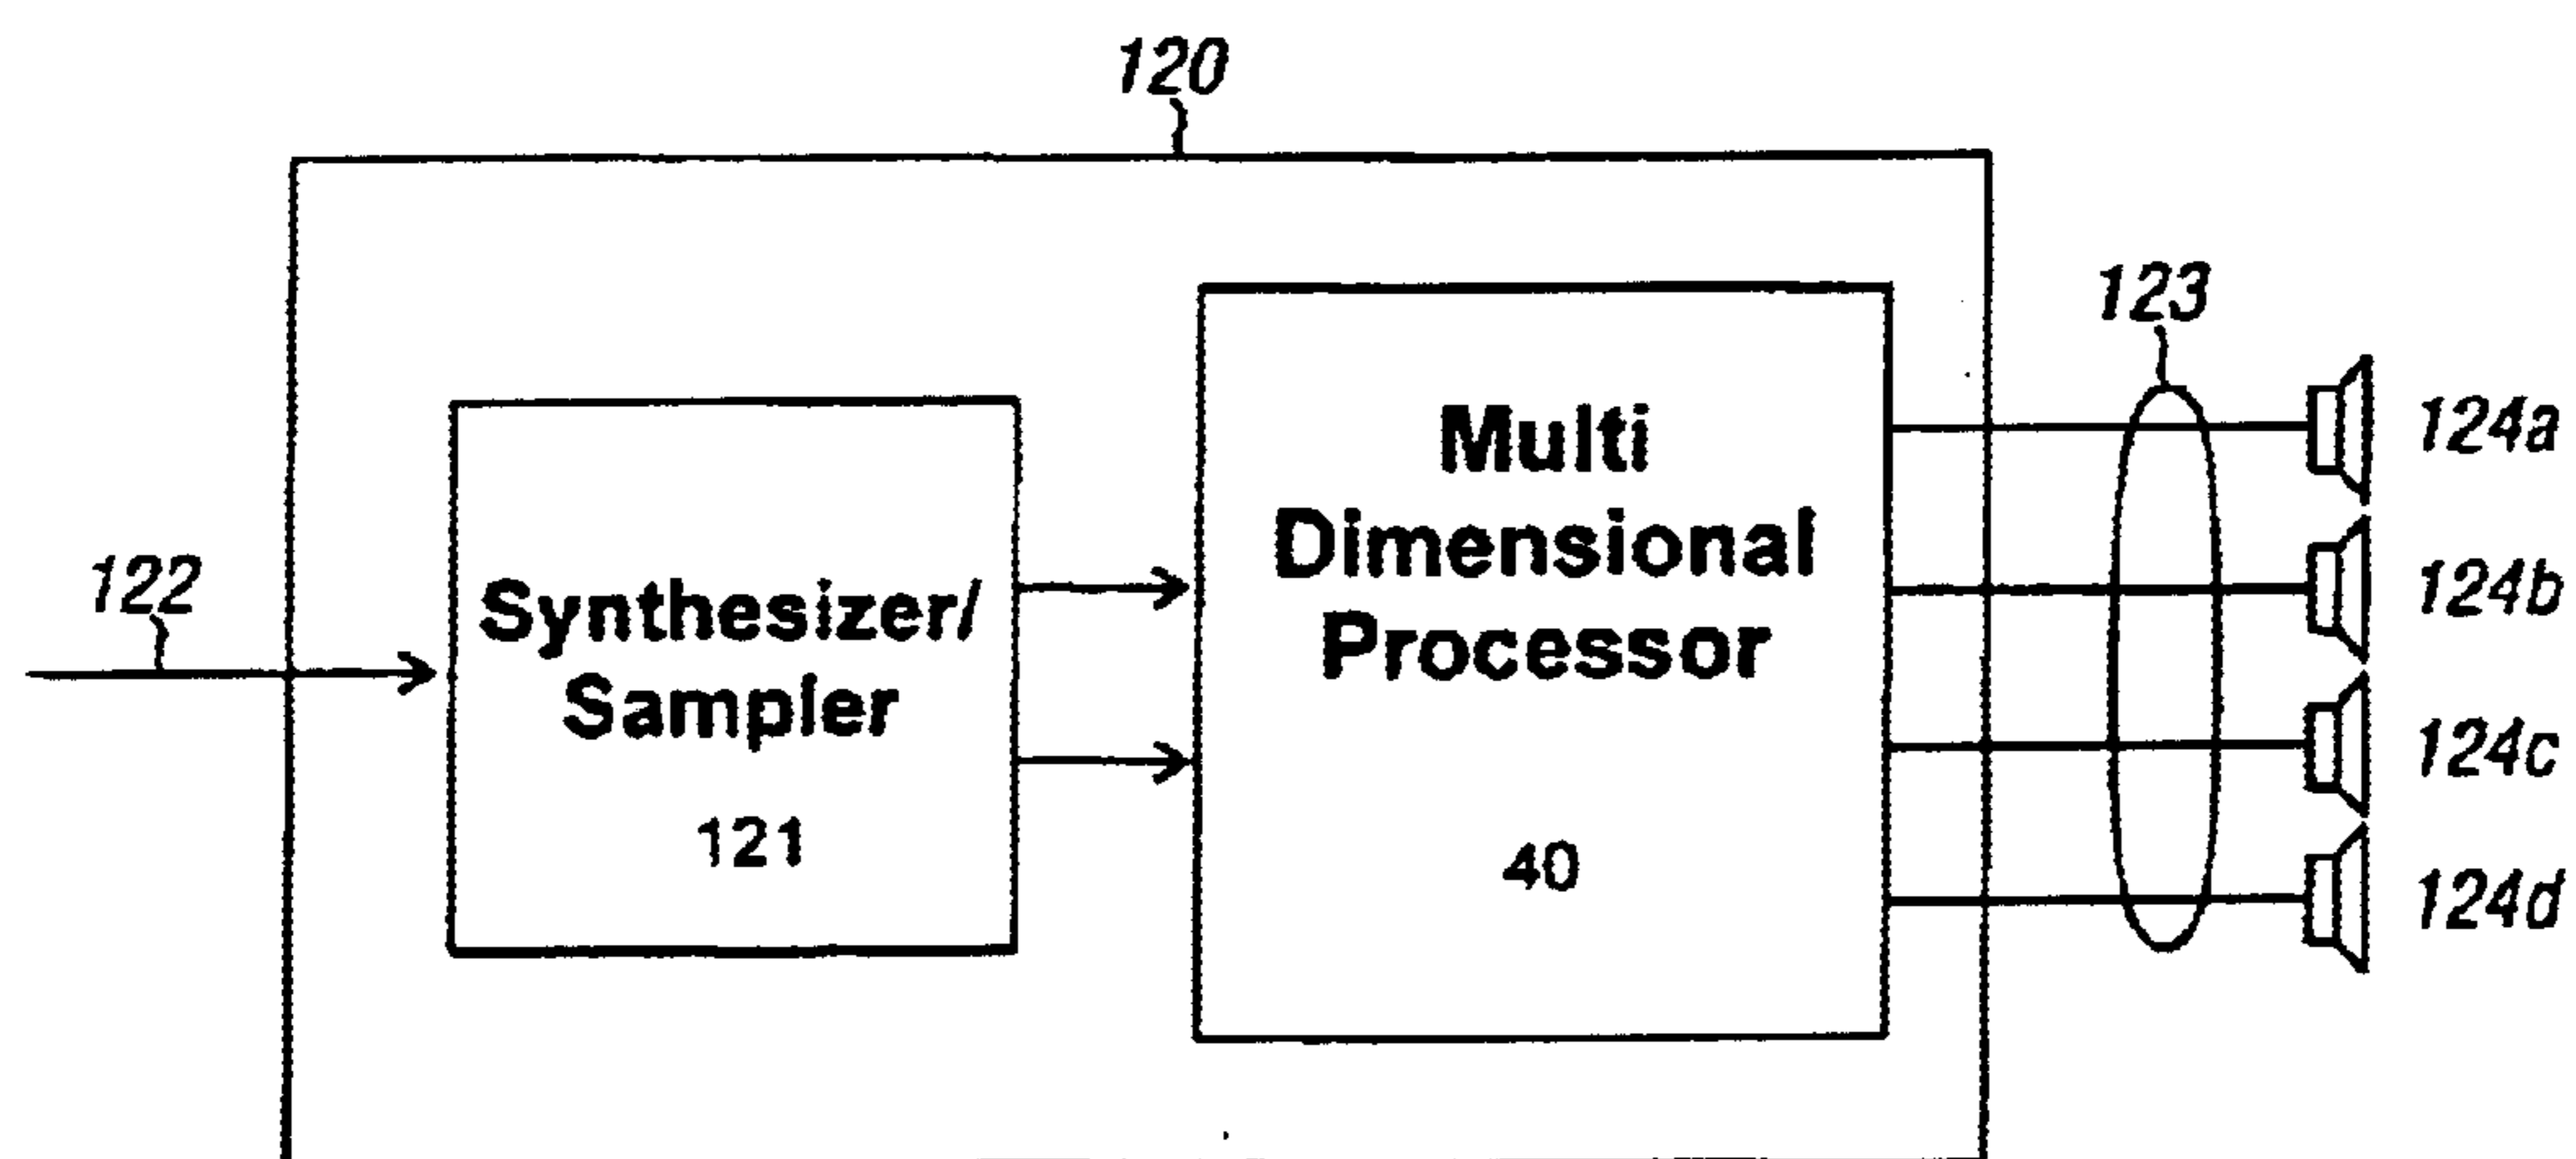 120
123
122
Synthesizer/
Sampler
121
Multi
Dimensional
Processor
40
124a
124b
124c
124d